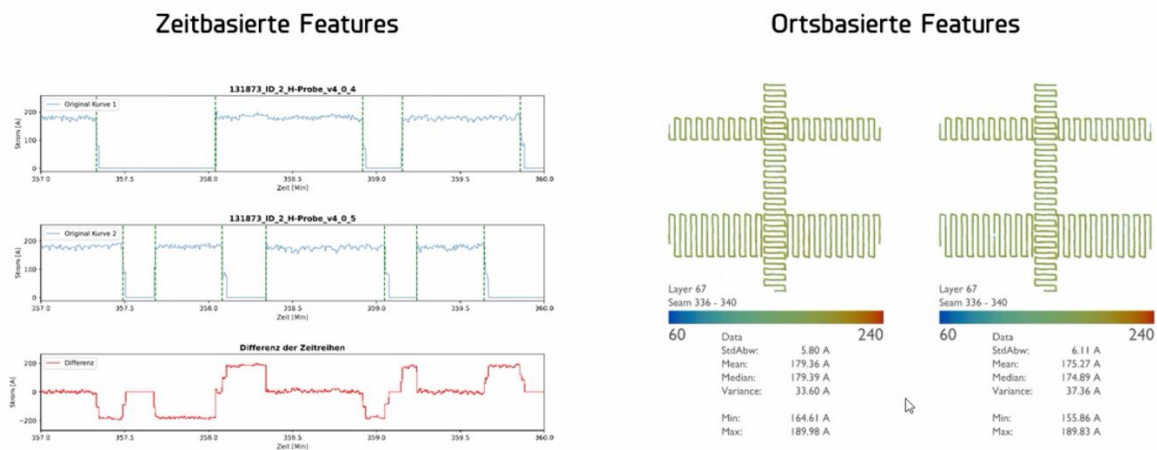 Zeitbasierte Features
Ortsbasierte Features
131873_ID_2_H-Probe_v4_0_4
Original Kurve 1
Strom [A]
200
100
0
357.0 357.5 358.0 358.5 359.0 359.5 360.0
Zeit [Min]
131873_ID_2_H-Probe_v4_0_5
Original Kurve 2
Strom [A]
200
100
0
357.0 357.5 358.0 358.5 359.0 359.5 360.0
Zeit [Min]
Differenz der Zeitreihen
Differenz
Strom [A]
200
0
−200
357.0 357.5 358.0 358.5 359.0 359.5 360.0
Zeit [Min]
Layer 67
Seam 336 - 340
60 240
Data
StdAbw: 5.80 A
Mean: 179.36 A
Median: 179.39 A
Variance: 33.60 A
Min: 164.61 A
Max: 189.98 A
Layer 67
Seam 336 - 340
60 240
Data
StdAbw: 6.11 A
Mean: 175.27 A
Median: 174.89 A
Variance: 37.36 A
Min: 155.86 A
Max: 189.83 A